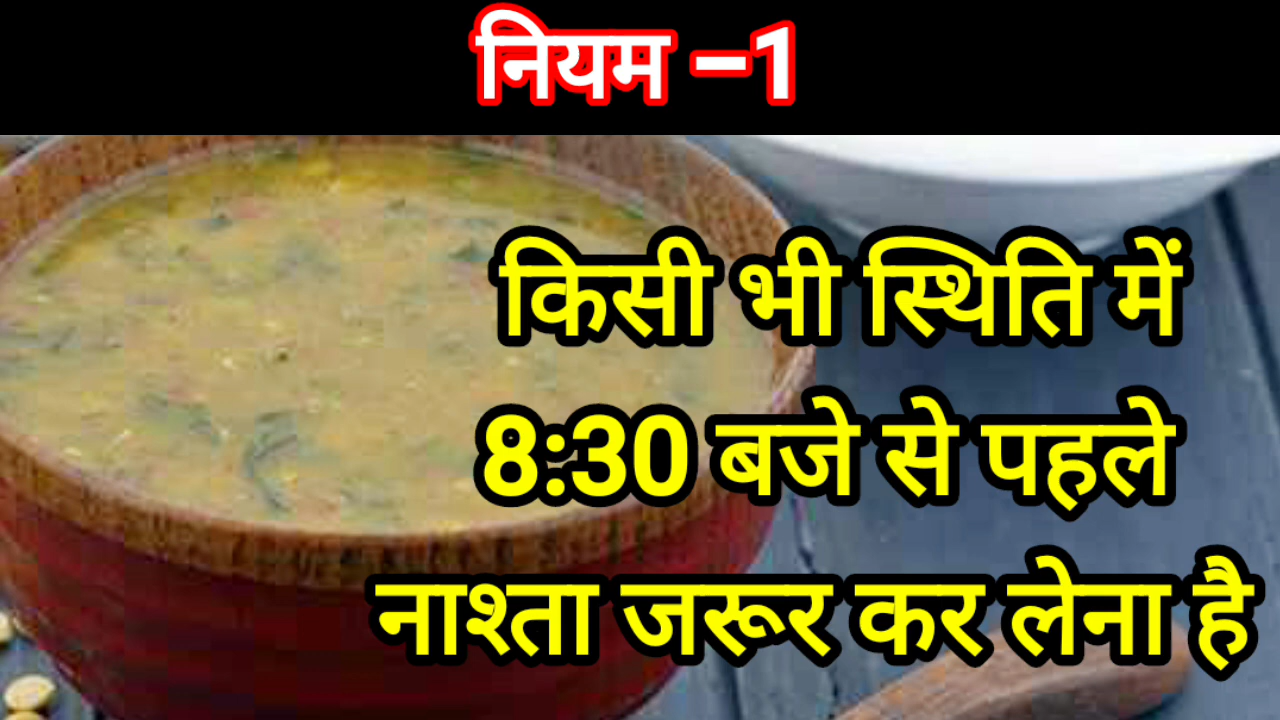 नियम –1
किसी भी स्थिति में
8:30 बजे से पहले
नाश्ता जरूर कर लेना है